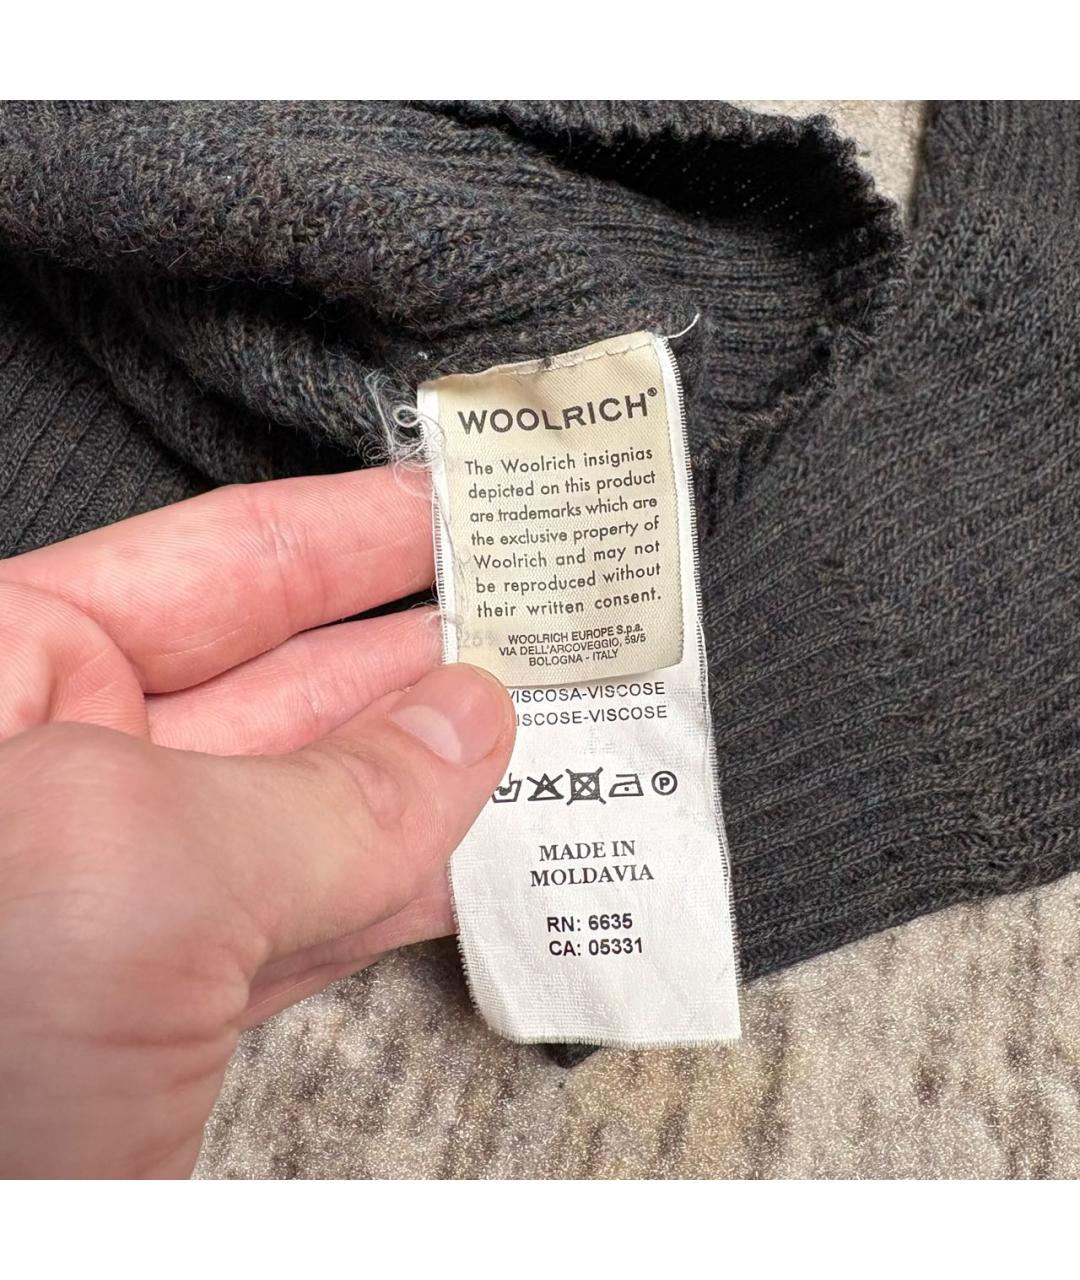 WOOLRICH®
The Woolrich insignias
depicted on this product
are trademarks which are
the exclusive property of
Woolrich and may not
be reproduced without
their written consent.
WOOLRICH EUROPE S.p.a.
VIA DELL'ARCOVEGGIO, 59/5
BOLOGNA - ITALY
VISCOSA-VISCOSE
ISCOSE-VISCOSE
P
MADE IN
MOLDAVIA
RN: 6635
CA: 05331